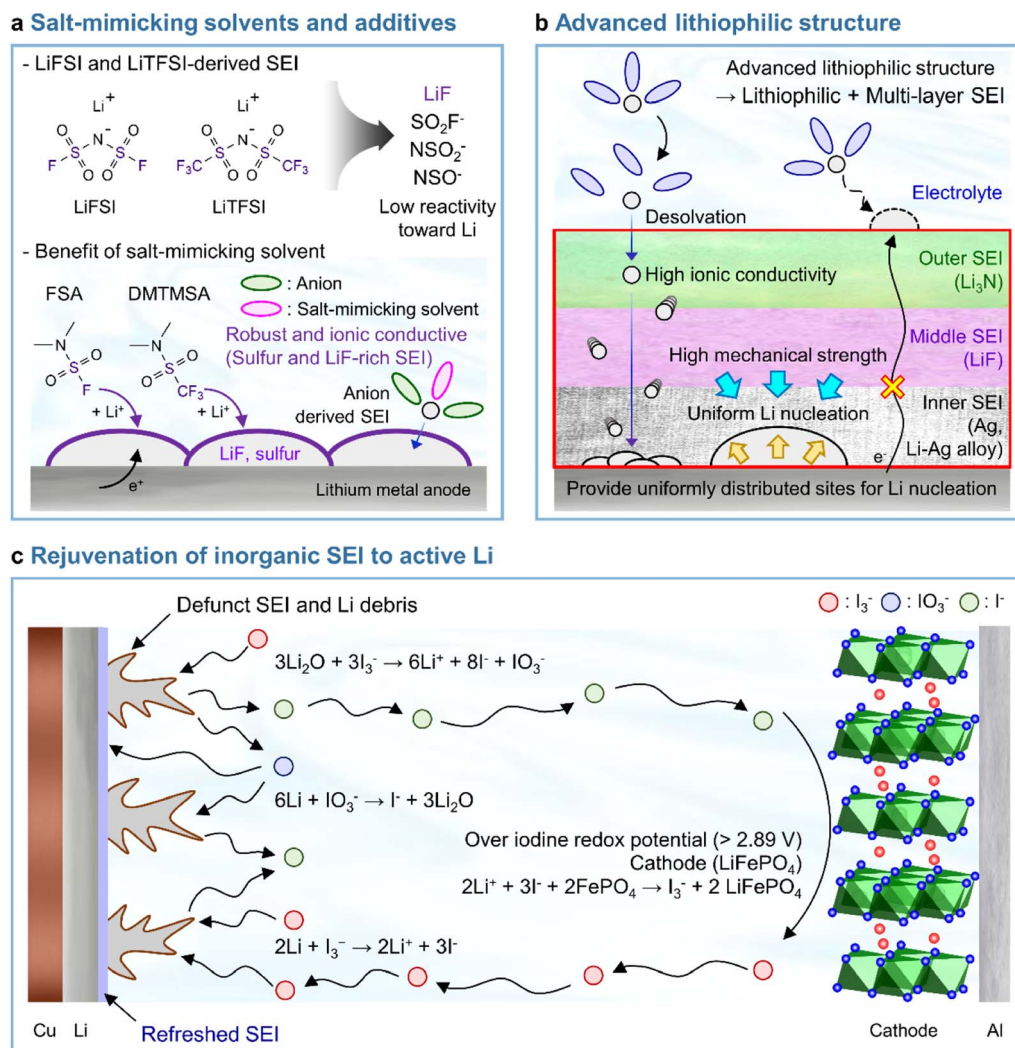 a Salt-mimicking solvents and additives
- LiFSI and LiTFSI-derived SEI
Li⁺
O
N⁻
O
S
S
F
O
O
F
LiFSI
Li⁺
O
N⁻
O
S
S
F₃C
O
O
CF₃
LiTFSI
LiF
SO₂F⁻
NSO₂⁻
NSO⁻
Low reactivity
toward Li
- Benefit of salt-mimicking solvent
FSA
DMTMSA
N
S
O
O
F
N
S
O
O
CF₃
: Anion
: Salt-mimicking solvent
Robust and ionic conductive
(Sulfur and LiF-rich SEI)
+ Li⁺
+ Li⁺
Anion
derived SEI
LiF, sulfur
e⁺
Lithium metal anode
b Advanced lithiophilic structure
Advanced lithiophilic structure
→ Lithiophilic + Multi-layer SEI
Electrolyte
Desolvation
High ionic conductivity
Outer SEI
(Li₃N)
Middle SEI
(LiF)
High mechanical strength
Uniform Li nucleation
Inner SEI
(Ag,
Li-Ag alloy)
e⁻
Provide uniformly distributed sites for Li nucleation
c Rejuvenation of inorganic SEI to active Li
Defunct SEI and Li debris
: I₃⁻
: IO₃⁻
: I⁻
3Li₂O + 3I₃⁻ → 6Li⁺ + 8I⁻ + IO₃⁻
6Li + IO₃⁻ → I⁻ + 3Li₂O
Over iodine redox potential (> 2.89 V)
Cathode (LiFePO₄)
2Li⁺ + 3I⁻ + 2FePO₄ → I₃⁻ + 2 LiFePO₄
2Li + I₃⁻ → 2Li⁺ + 3I⁻
Cu
Li
Refreshed SEI
Cathode
Al